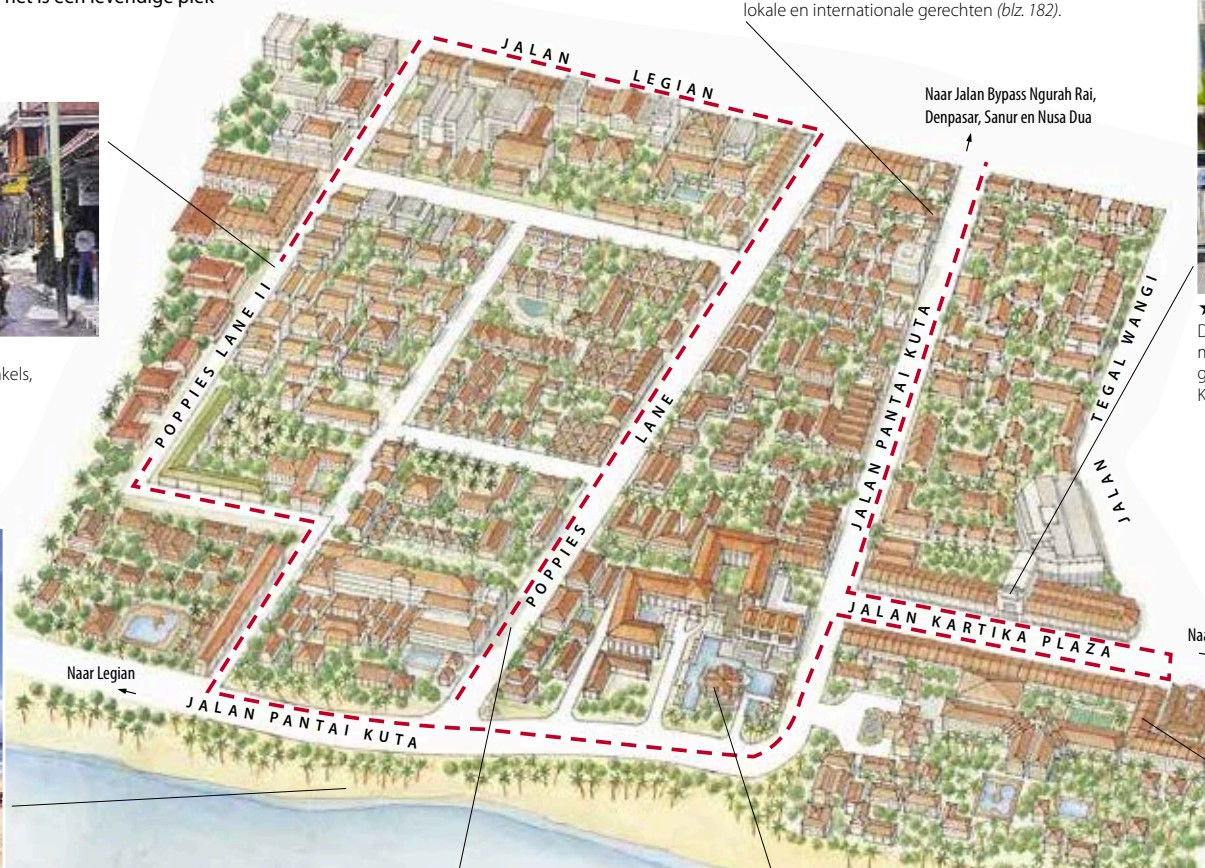 het is een levendige plek
lokale en internationale gerechten (blz. 182).
JALAN LEGIAN
Naar Jalan Bypass Ngurah Rai,
Denpasar, Sanur en Nusa Dua
POPPIES LANE II
POPPIES LANE
JALAN PANTAI KUTA
JALAN TEGAL WANGI
JALAN KARTIKA PLAZA
Naar Legian
JALAN PANTAI KUTA